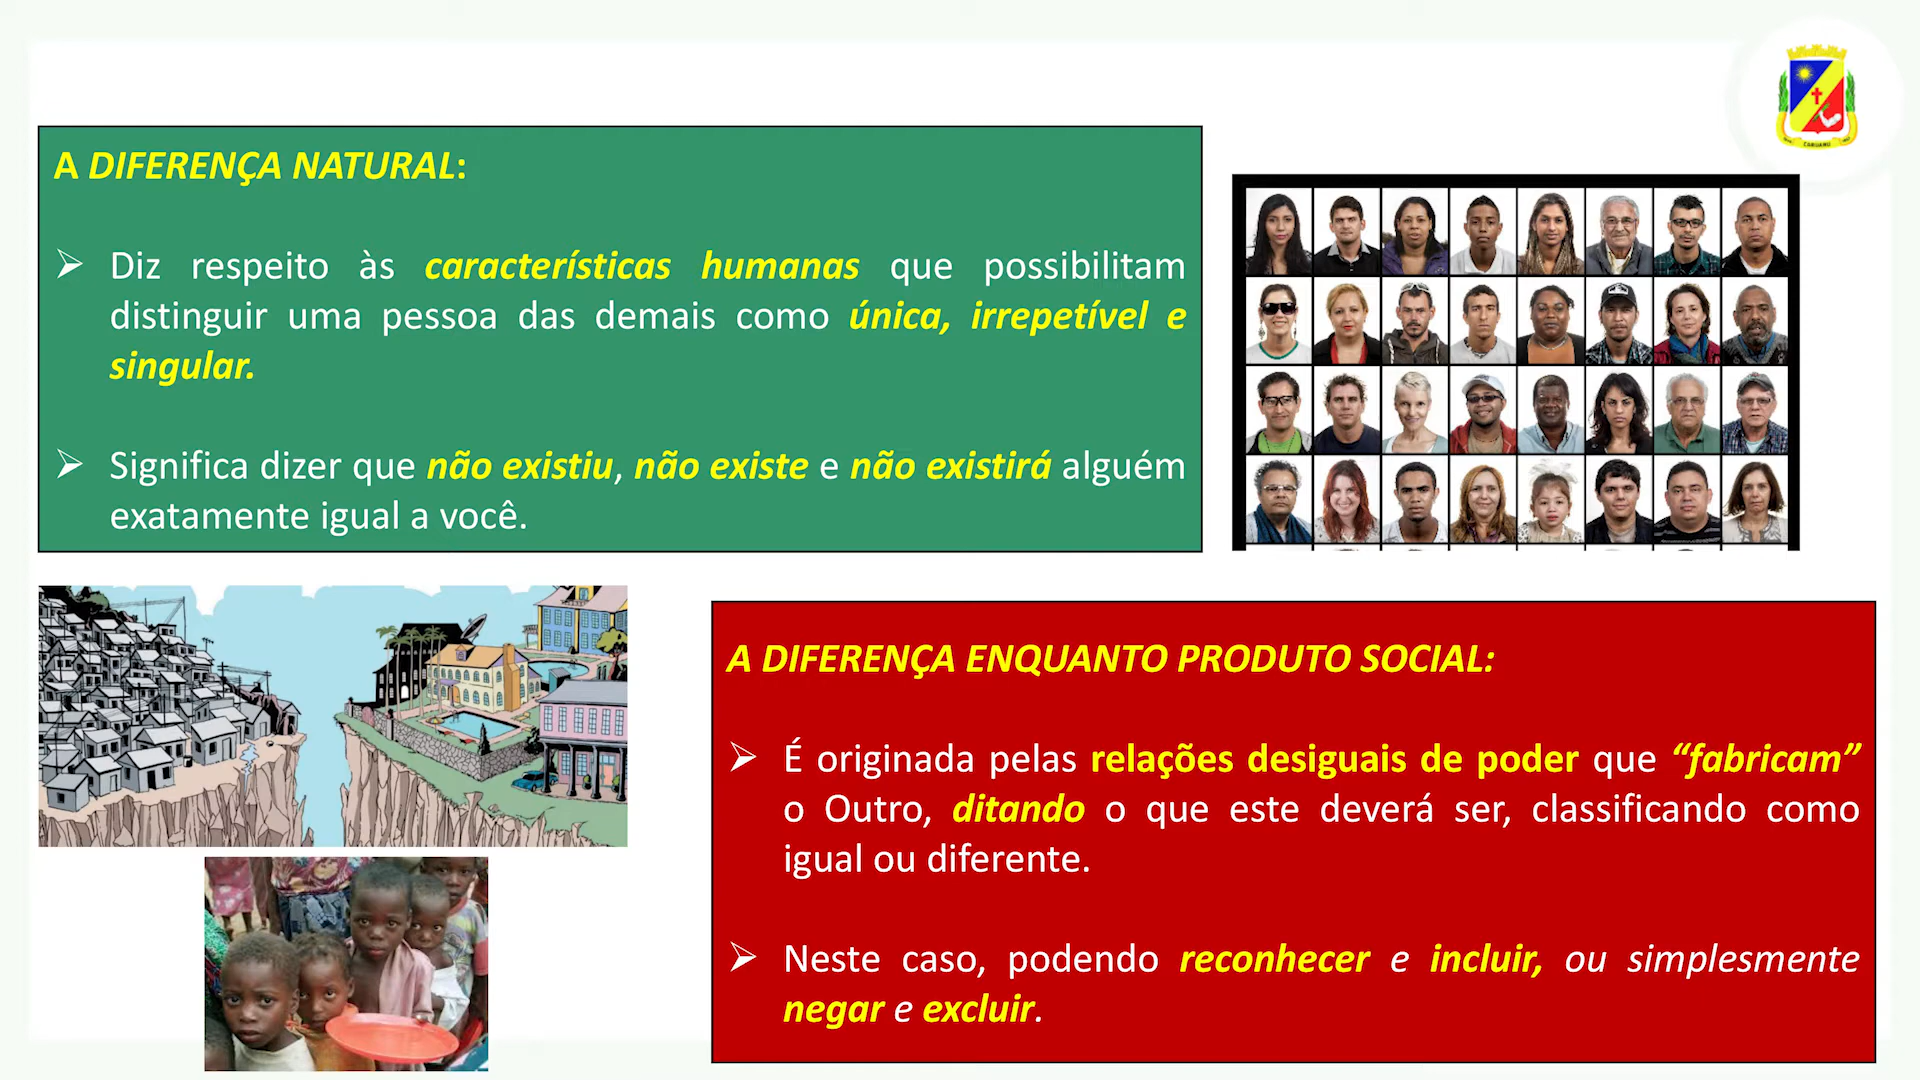 A DIFERENÇA NATURAL:
➢ Diz respeito às características humanas que possibilitam
distinguir uma pessoa das demais como única, irrepetível e
singular.
➢ Significa dizer que não existiu, não existe e não existirá alguém
exatamente igual a você.
CARUARU
A DIFERENÇA ENQUANTO PRODUTO SOCIAL:
➢ É originada pelas relações desiguais de poder que “fabricam”
o Outro, ditando o que este deverá ser, classificando como
igual ou diferente.
➢ Neste caso, podendo reconhecer e incluir, ou simplesmente
negar e excluir.